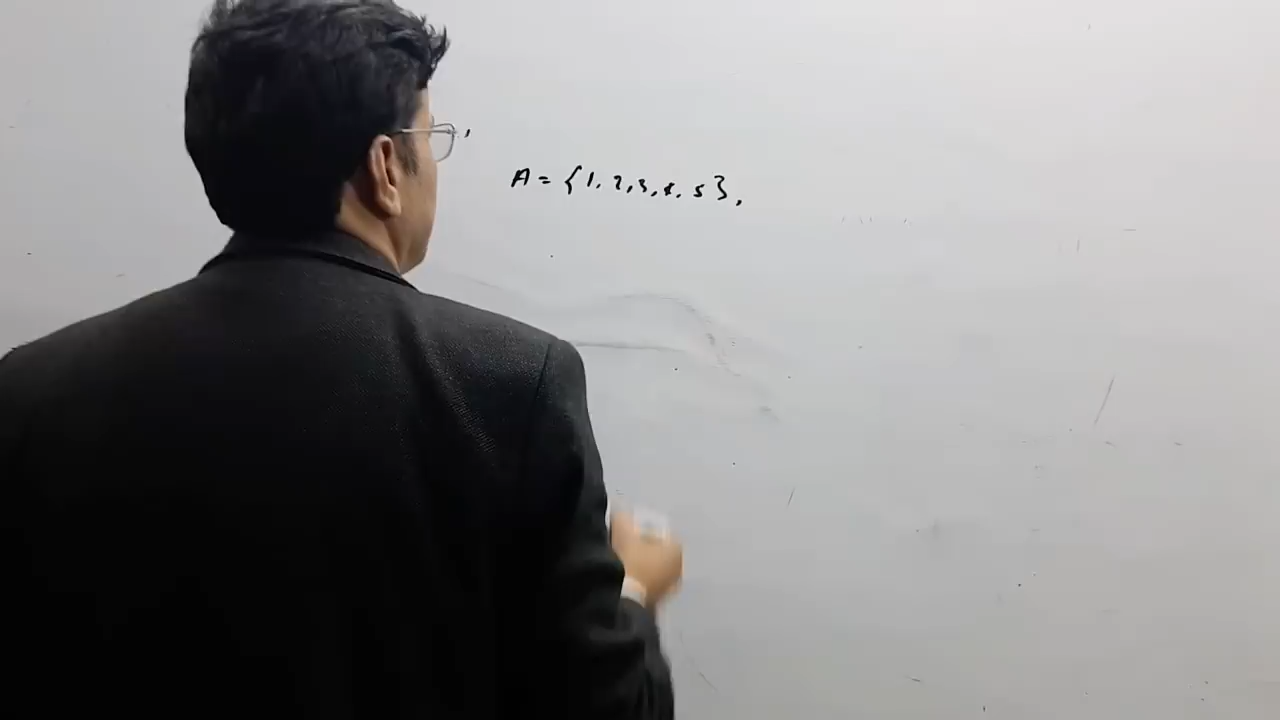 A = {1, 2, 3, 4, 5},